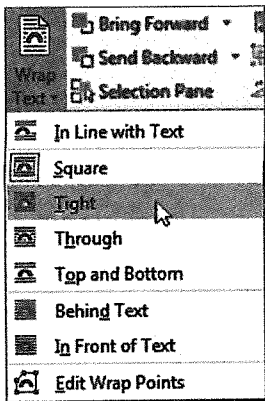 Bring Forward
Send Backward
Selection Pane
Wrap
Text
In Line with Text
Square
Tight
Through
Top and Bottom
Behind Text
In Front of Text
Edit Wrap Points